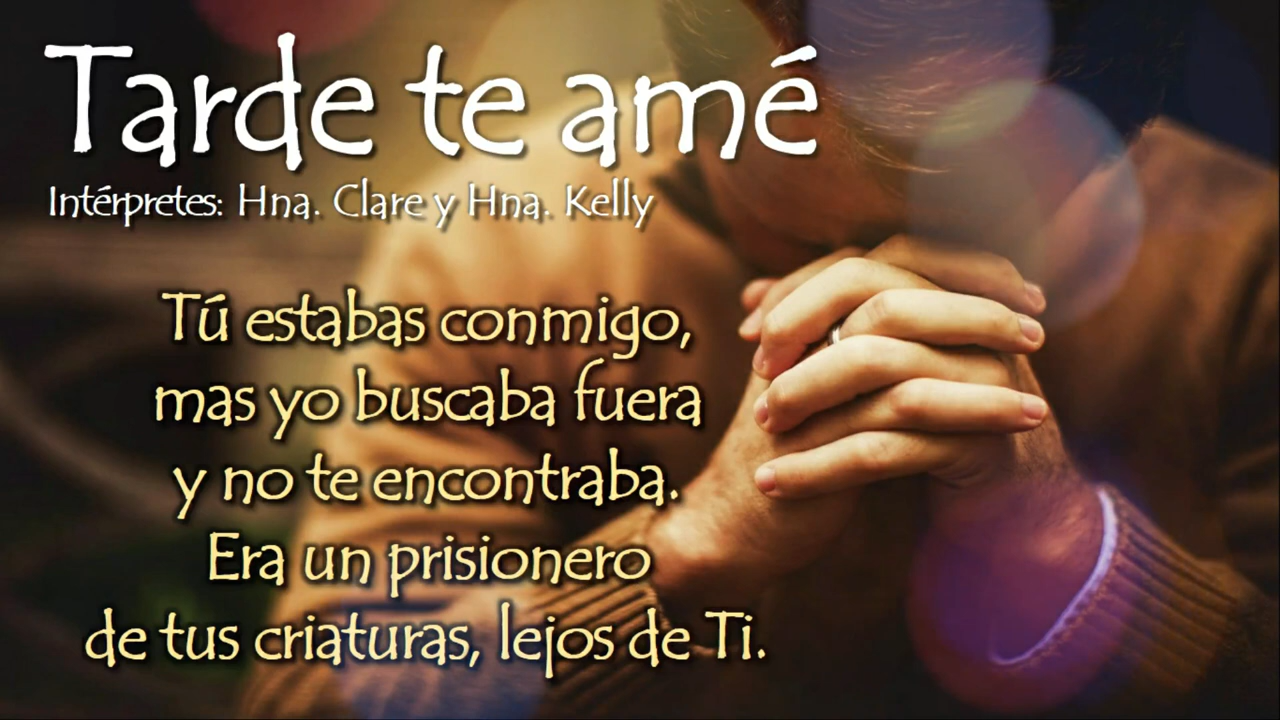 Tarde te amé
Intérpretes: Hna. Clare y Hna. Kelly
Tú estabas conmigo,
mas yo buscaba fuera
y no te encontraba.
Era un prisionero
de tus criaturas, lejos de Ti.